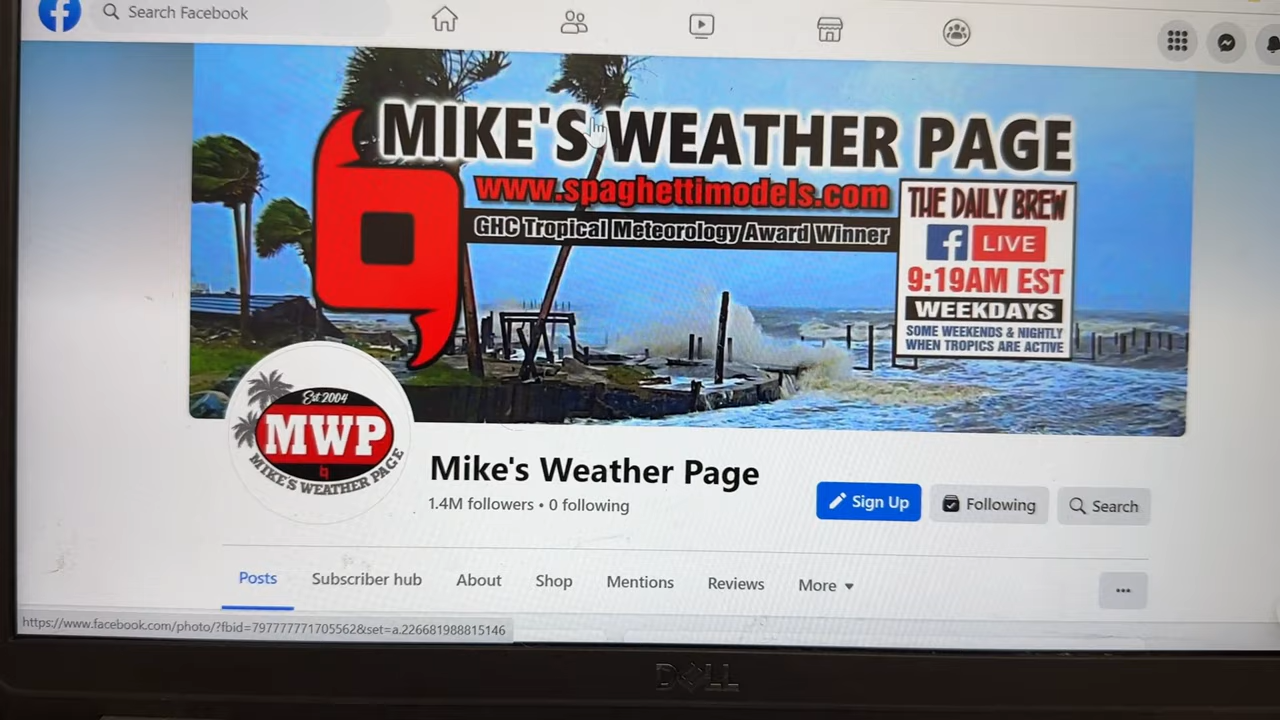 Search Facebook
MIKE'S WEATHER PAGE
www.spaghettimodels.com
GHC Tropical Meteorology Award Winner
THE DAILY BREW
f LIVE
9:19AM EST
WEEKDAYS
SOME WEEKENDS & NIGHTLY
WHEN TROPICS ARE ACTIVE
Est 2004
MWP
MIKE'S WEATHER PAGE
Mike's Weather Page
1.4M followers • 0 following
Sign Up
Following
Search
Posts
Subscriber hub
About
Shop
Mentions
Reviews
More
https://www.facebook.com/photo/?fbid=797777771705562&set=a.226681988815146
DELL